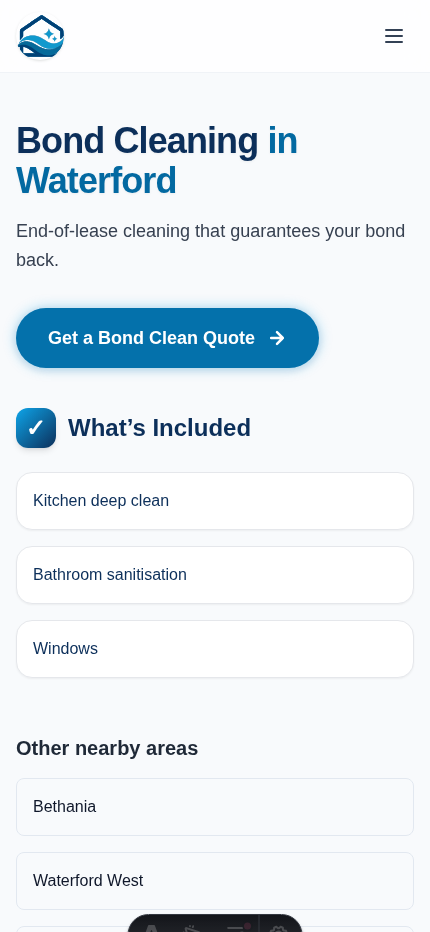 Bond Cleaning in
Waterford
End-of-lease cleaning that guarantees your bond
back.
Get a Bond Clean Quote →
✓ What’s Included
Kitchen deep clean
Bathroom sanitisation
Windows
Other nearby areas
Bethania
Waterford West